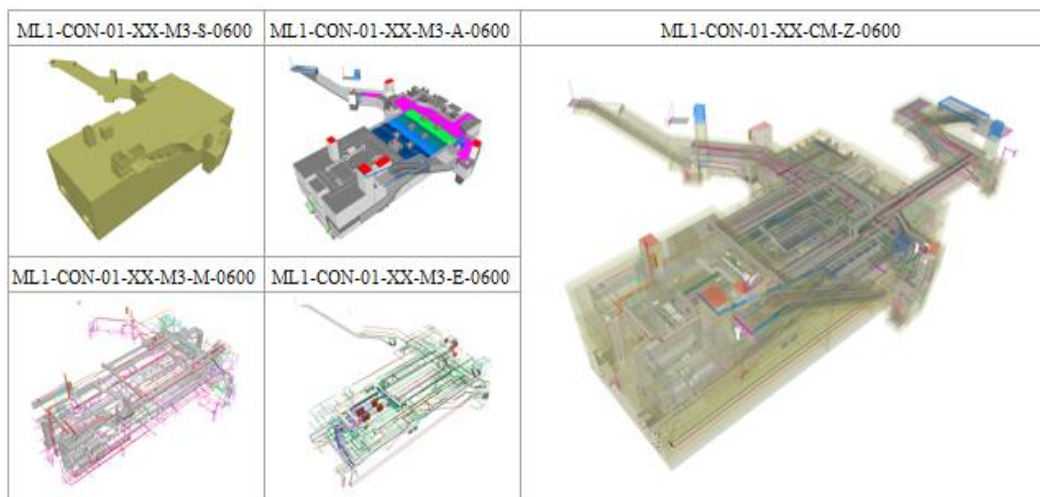 ML1-CON-01-XX-M3-S-0600
ML1-CON-01-XX-M3-A-0600
ML1-CON-01-XX-CM-Z-0600
ML1-CON-01-XX-M3-M-0600
ML1-CON-01-XX-M3-E-0600